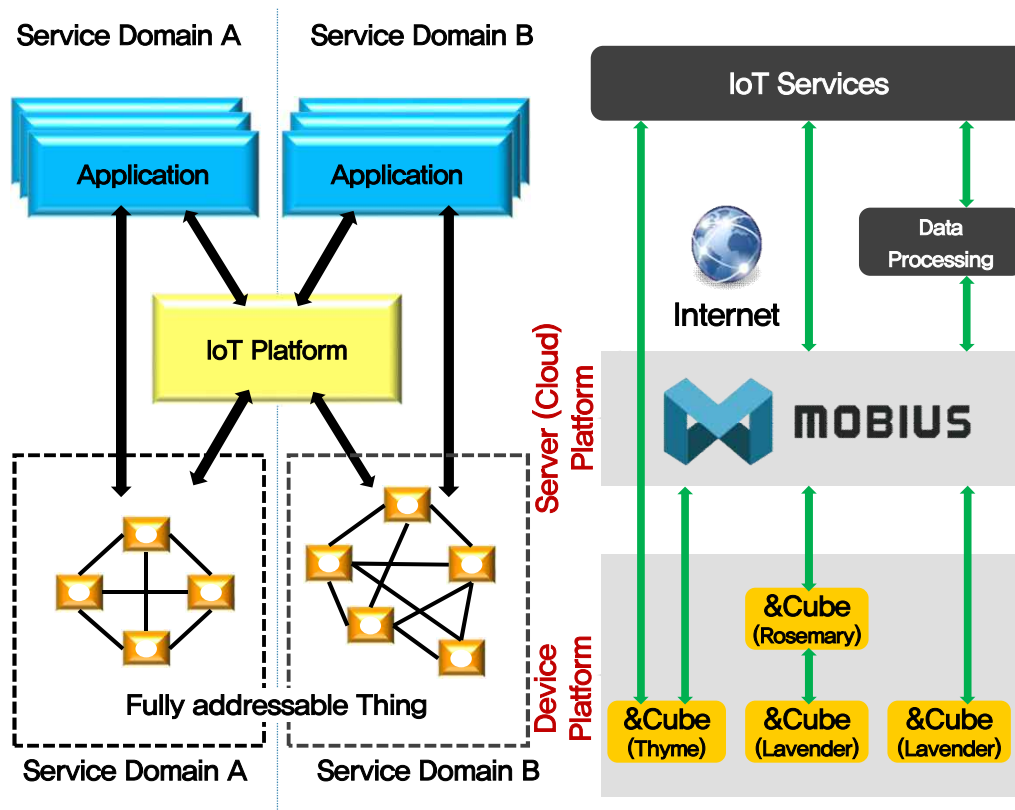 Service Domain A
Service Domain B
Application
Application
IoT Platform
Fully addressable Thing
Service Domain A
Service Domain B
IoT Services
Data
Processing
Internet
Server (Cloud)
Platform
MOBIUS
Device
Platform
&Cube
(Rosemary)
&Cube
(Thyme)
&Cube
(Lavender)
&Cube
(Lavender)